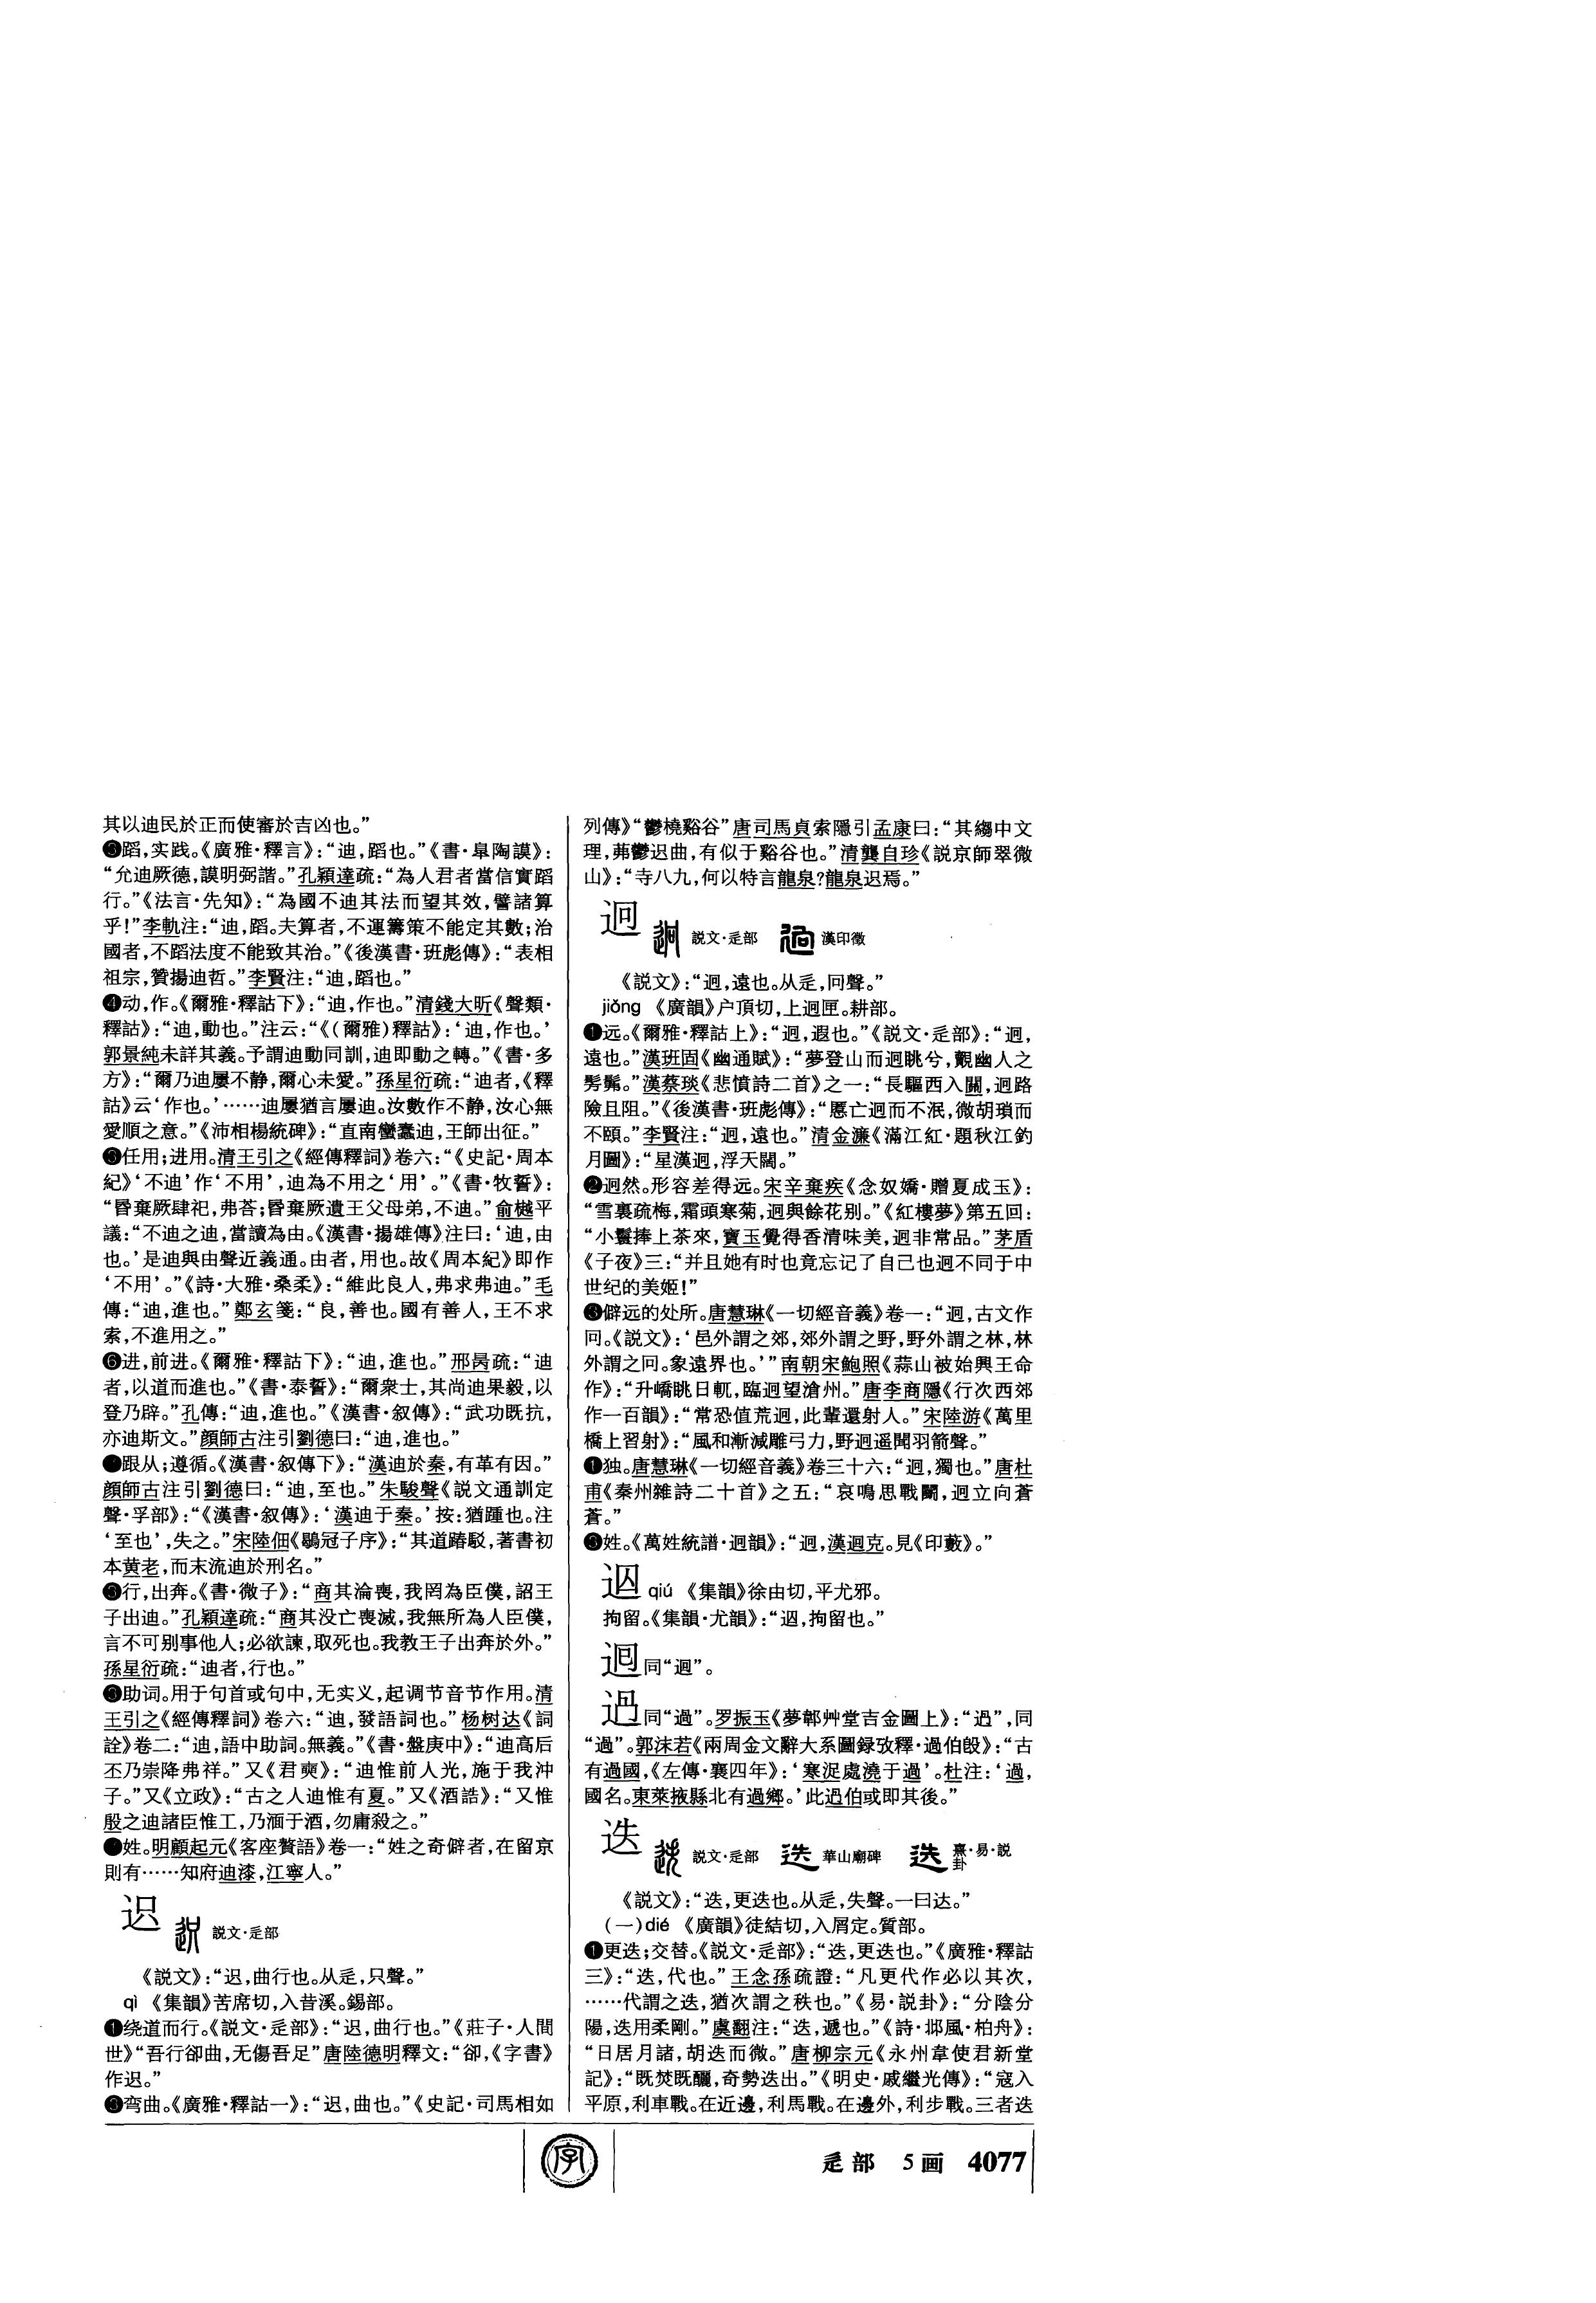 其以迪民於正而使審於吉凶也。”
❸蹈,实践。《廣雅·釋言》:“迪,蹈也。”《書·臯陶謨》:
“允迪厥德,謨明弼諧。”孔穎達疏:“為人君者當信實蹈
行。”《法言·先知》:“為國不迪其法而望其效,譬諸算
乎!”李軌注:“迪,蹈。夫算者,不運籌策不能定其數;治
國者,不蹈法度不能致其治。”《後漢書·班彪傳》:“表相
祖宗,贊揚迪哲。”李賢注:“迪,蹈也。”
❹动,作。《爾雅·釋詁下》:“迪,作也。”清錢大昕《聲類·
釋詁》:“迪,動也。”注云:“《(爾雅)釋詁》:‘迪,作也。’
郭景純未詳其義。予謂迪動同訓,迪即動之轉。”《書·多
方》:“爾乃迪屢不静,爾心未愛。”孫星衍疏:“迪者,《釋
詁》云‘作也。’……迪屢猶言屢迪。汝數作不静,汝心無
愛順之意。”《沛相楊統碑》:“直南蠻蠢迪,王師出征。”
❺任用;进用。清王引之《經傳釋詞》卷六:“《史記·周本
紀》‘不迪’作‘不用’,迪為不用之‘用’。”《書·牧誓》:
“昬棄厥肆祀,弗荅;昬棄厥遺王父母弟,不迪。”俞樾平
議:“不迪之迪,當讀為由。《漢書·揚雄傳》注曰:‘迪,由
也。’是迪與由聲近義通。由者,用也。故《周本紀》即作
‘不用’。”《詩·大雅·桑柔》:“維此良人,弗求弗迪。”毛
傳:“迪,進也。”鄭玄箋:“良,善也。國有善人,王不求
索,不進用之。”
❻进,前进。《爾雅·釋詁下》:“迪,進也。”邢昺疏:“迪
者,以道而進也。”《書·泰誓》:“爾衆士,其尚迪果毅,以
登乃辟。”孔傳:“迪,進也。”《漢書·叙傳》:“武功既抗,
亦迪斯文。”顔師古注引劉德曰:“迪,進也。”
❼跟从;遵循。《漢書·叙傳下》:“漢迪於秦,有革有因。”
顔師古注引劉德曰:“迪,至也。”朱駿聲《説文通訓定
聲·孚部》:“《漢書·叙傳》:‘漢迪于秦。’按:猶踵也。注
‘至也’,失之。”宋陸佃《鶡冠子序》:“其道踳駁,著書初
本黄老,而末流迪於刑名。”
❽行,出奔。《書·微子》:“商其淪喪,我罔為臣僕,詔王
子出迪。”孔穎達疏:“商其没亡喪滅,我無所為人臣僕,
言不可别事他人;必欲諫,取死也。我教王子出奔於外。”
孫星衍疏:“迪者,行也。”
❾助词。用于句首或句中,无实义,起调节音节作用。清
王引之《經傳釋詞》卷六:“迪,發語詞也。”杨树达《詞
詮》卷二:“迪,語中助詞。無義。”《書·盤庚中》:“迪高后
丕乃崇降弗祥。”又《君奭》:“迪惟前人光,施于我沖
子。”又《立政》:“古之人迪惟有夏。”又《酒誥》:“又惟
殷之迪諸臣惟工,乃湎于酒,勿庸殺之。”
❿姓。明顧起元《客座贅語》卷一:“姓之奇僻者,在留京
則有……知府迪漆,江寧人。”
迟 説文·辵部
《説文》:“迟,曲行也。从辵,只聲。”
qì 《集韻》苦席切,入昔溪。錫部。
❶绕道而行。《説文·辵部》:“迟,曲行也。”《莊子·人間
世》“吾行卻曲,无傷吾足”唐陸德明釋文:“卻,《字書》
作迟。”
❷弯曲。《廣雅·釋詁一》:“迟,曲也。”《史記·司馬相如
列傳》“鬱橈谿谷”唐司馬貞索隱引孟康曰:“其縐中文
理,茀鬱迟曲,有似于谿谷也。”清龔自珍《説京師翠微
山》:“寺八九,何以特言龍泉?龍泉迟焉。”
迥 説文·辵部 漢印徵
《説文》:“迥,遠也。从辵,冋聲。”
jiǒng 《廣韻》户頂切,上迥匣。耕部。
❶远。《爾雅·釋詁上》:“迥,遐也。”《説文·辵部》:“迥,
遠也。”漢班固《幽通賦》:“夢登山而迥眺兮,覿幽人之
髣髴。”漢蔡琰《悲憤詩二首》之一:“長驅西入關,迥路
險且阻。”《後漢書·班彪傳》:“慝亡迥而不泯,微胡瑣而
不頤。”李賢注:“迥,遠也。”清金濂《滿江紅·題秋江釣
月圖》:“星漢迥,浮天闊。”
❷迥然。形容差得远。宋辛棄疾《念奴嬌·贈夏成玉》:
“雪裏疏梅,霜頭寒菊,迥與餘花别。”《紅樓夢》第五回:
“小鬟捧上茶來,寶玉覺得香清味美,迥非常品。”茅盾
《子夜》三:“并且她有时也竟忘记了自己也迥不同于中
世纪的美姬!”
❸僻远的处所。唐慧琳《一切經音義》卷一:“迥,古文作
冋。《説文》:‘邑外謂之郊,郊外謂之野,野外謂之林,林
外謂之冋。象遠界也。’”南朝宋鮑照《蒜山被始興王命
作》:“升嶠眺日軏,臨迥望滄州。”唐李商隱《行次西郊
作一百韻》:“常恐值荒迥,此輩還射人。”宋陸游《萬里
橋上習射》:“風和漸減雕弓力,野迥遥聞羽箭聲。”
❹独。唐慧琳《一切經音義》卷三十六:“迥,獨也。”唐杜
甫《秦州雜詩二十首》之五:“哀鳴思戰鬭,迥立向蒼
蒼。”
❺姓。《萬姓統譜·迥韻》:“迥,漢迥克。見《印藪》。”
迺 qiú 《集韻》徐由切,平尤邪。
拘留。《集韻·尤韻》:“,拘留也。”
同“迴”。
同“過”。罗振玉《夢郼艸堂吉金圖上》:“”,同
“過”。郭沫若《兩周金文辭大系圖録攷釋·過伯𣪘》:“古
有過國,《左傳·襄四年》:‘寒浞處澆于過’。杜注:‘過,
國名。東萊掖縣北有過鄉。’此過伯或即其後。”
迭 説文·辵部 華山廟碑 熹·易·説卦
《説文》:“迭,更迭也。从辵,失聲。一曰达。”
(一)dié 《廣韻》徒結切,入屑定。質部。
❶更迭;交替。《説文·辵部》:“迭,更迭也。”《廣雅·釋詁
三》:“迭,代也。”王念孫疏證:“凡更代作必以其次,
……代謂之迭,猶次謂之秩也。”《易·説卦》:“分陰分
陽,迭用柔剛。”虞翻注:“迭,遞也。”《詩·邶風·柏舟》:
“日居月諸,胡迭而微。”唐柳宗元《永州韋使君新堂
記》:“既焚既釃,奇勢迭出。”《明史·戚繼光傳》:“寇入
平原,利車戰。在近邊,利馬戰。在邊外,利步戰。三者迭
字
辵部 5画 4077